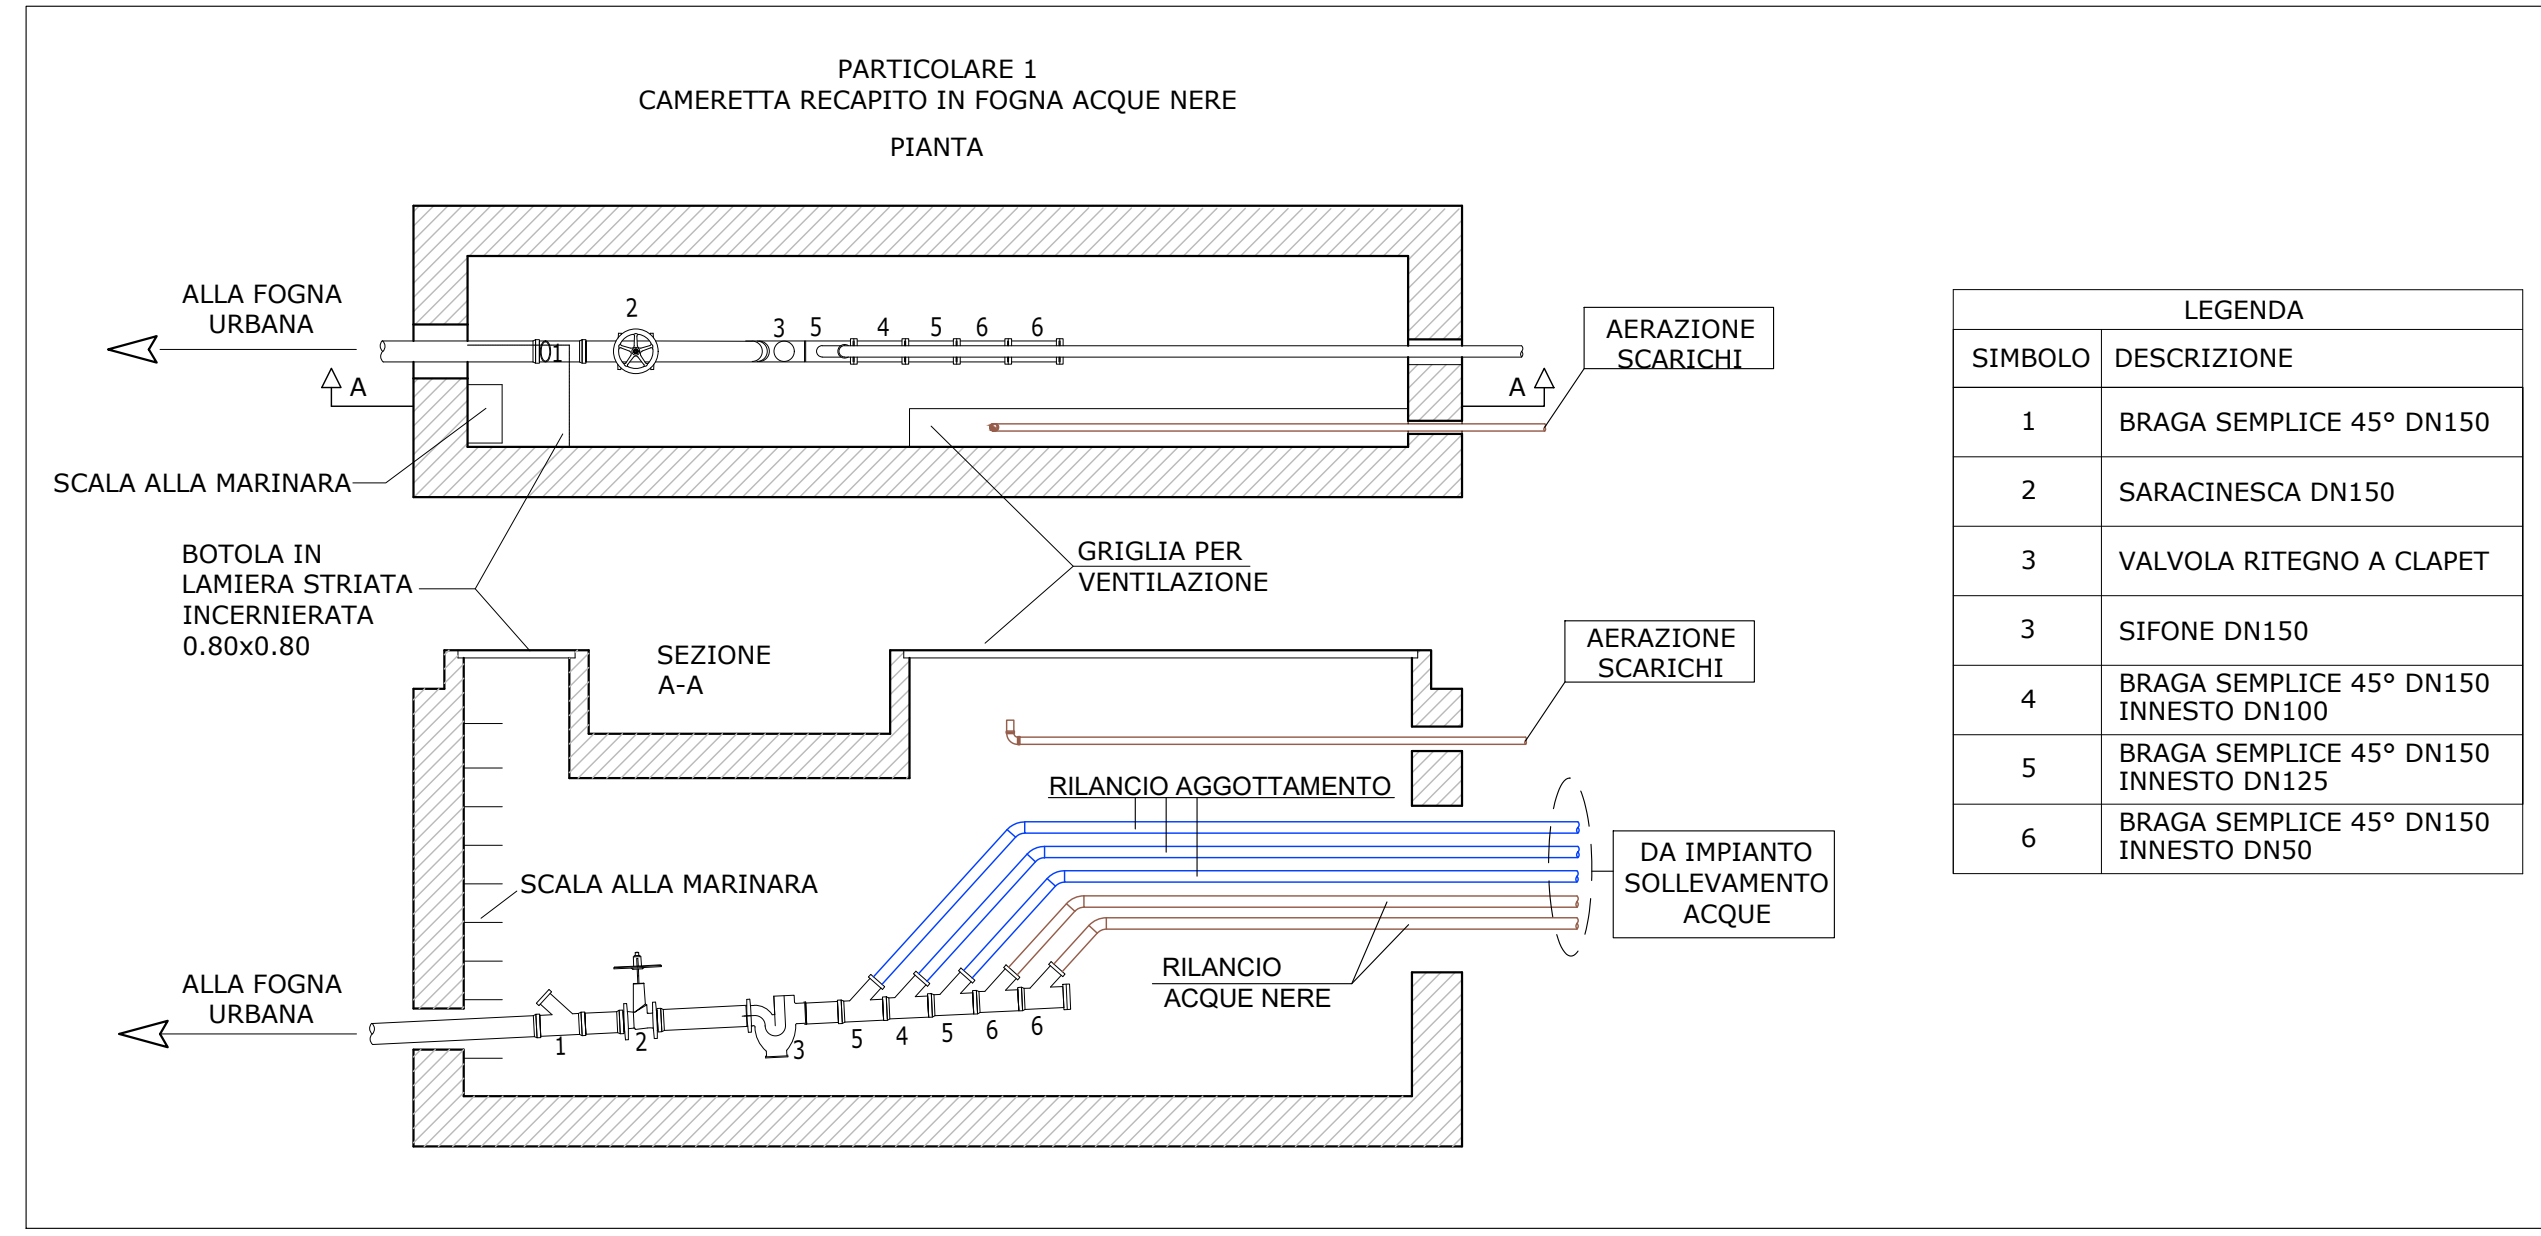 PARTICOLARE 1
CAMERETTA RECAPITO IN FOGNA ACQUE NERE
PIANTA
ALLA FOGNA
URBANA
2
01
3
5
4
5
6
6
A
A
AERAZIONE
SCARICHI
SCALA ALLA MARINARA
BOTOLA IN
LAMIERA STRIATA
INCERNIERATA
0.80x0.80
GRIGLIA PER
VENTILAZIONE
SEZIONE
A-A
AERAZIONE
SCARICHI
RILANCIO AGGOTTAMENTO
DA IMPIANTO
SOLLEVAMENTO
ACQUE
SCALA ALLA MARINARA
RILANCIO
ACQUE NERE
ALLA FOGNA
URBANA
1
2
3
5
4
5
6
6
LEGENDA
SIMBOLO DESCRIZIONE
1 BRAGA SEMPLICE 45° DN150
2 SARACINESCA DN150
3 VALVOLA RITEGNO A CLAPET
3 SIFONE DN150
4 BRAGA SEMPLICE 45° DN150
INNESTO DN100
5 BRAGA SEMPLICE 45° DN150
INNESTO DN125
6 BRAGA SEMPLICE 45° DN150
INNESTO DN50